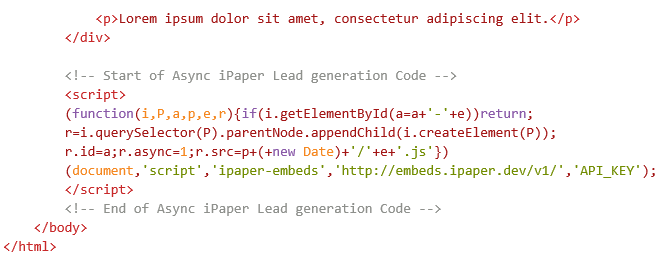 <p>Lorem ipsum dolor sit amet, consectetur adipiscing elit.</p>
</div>
<!-- Start of Async iPaper Lead generation Code -->
<script>
(function(i,P,a,p,e,r){if(i.getElementById(a=a+'-'+e))return;
r=i.querySelector(P).parentNode.appendChild(i.createElement(P));
r.id=a;r.async=1;r.src=p+(+new Date)+'/'+e+'.js'})
(document,'script','ipaper-embeds','http://embeds.ipaper.dev/v1/','API_KEY');
</script>
<!-- End of Async iPaper Lead generation Code -->
</body>
</html>